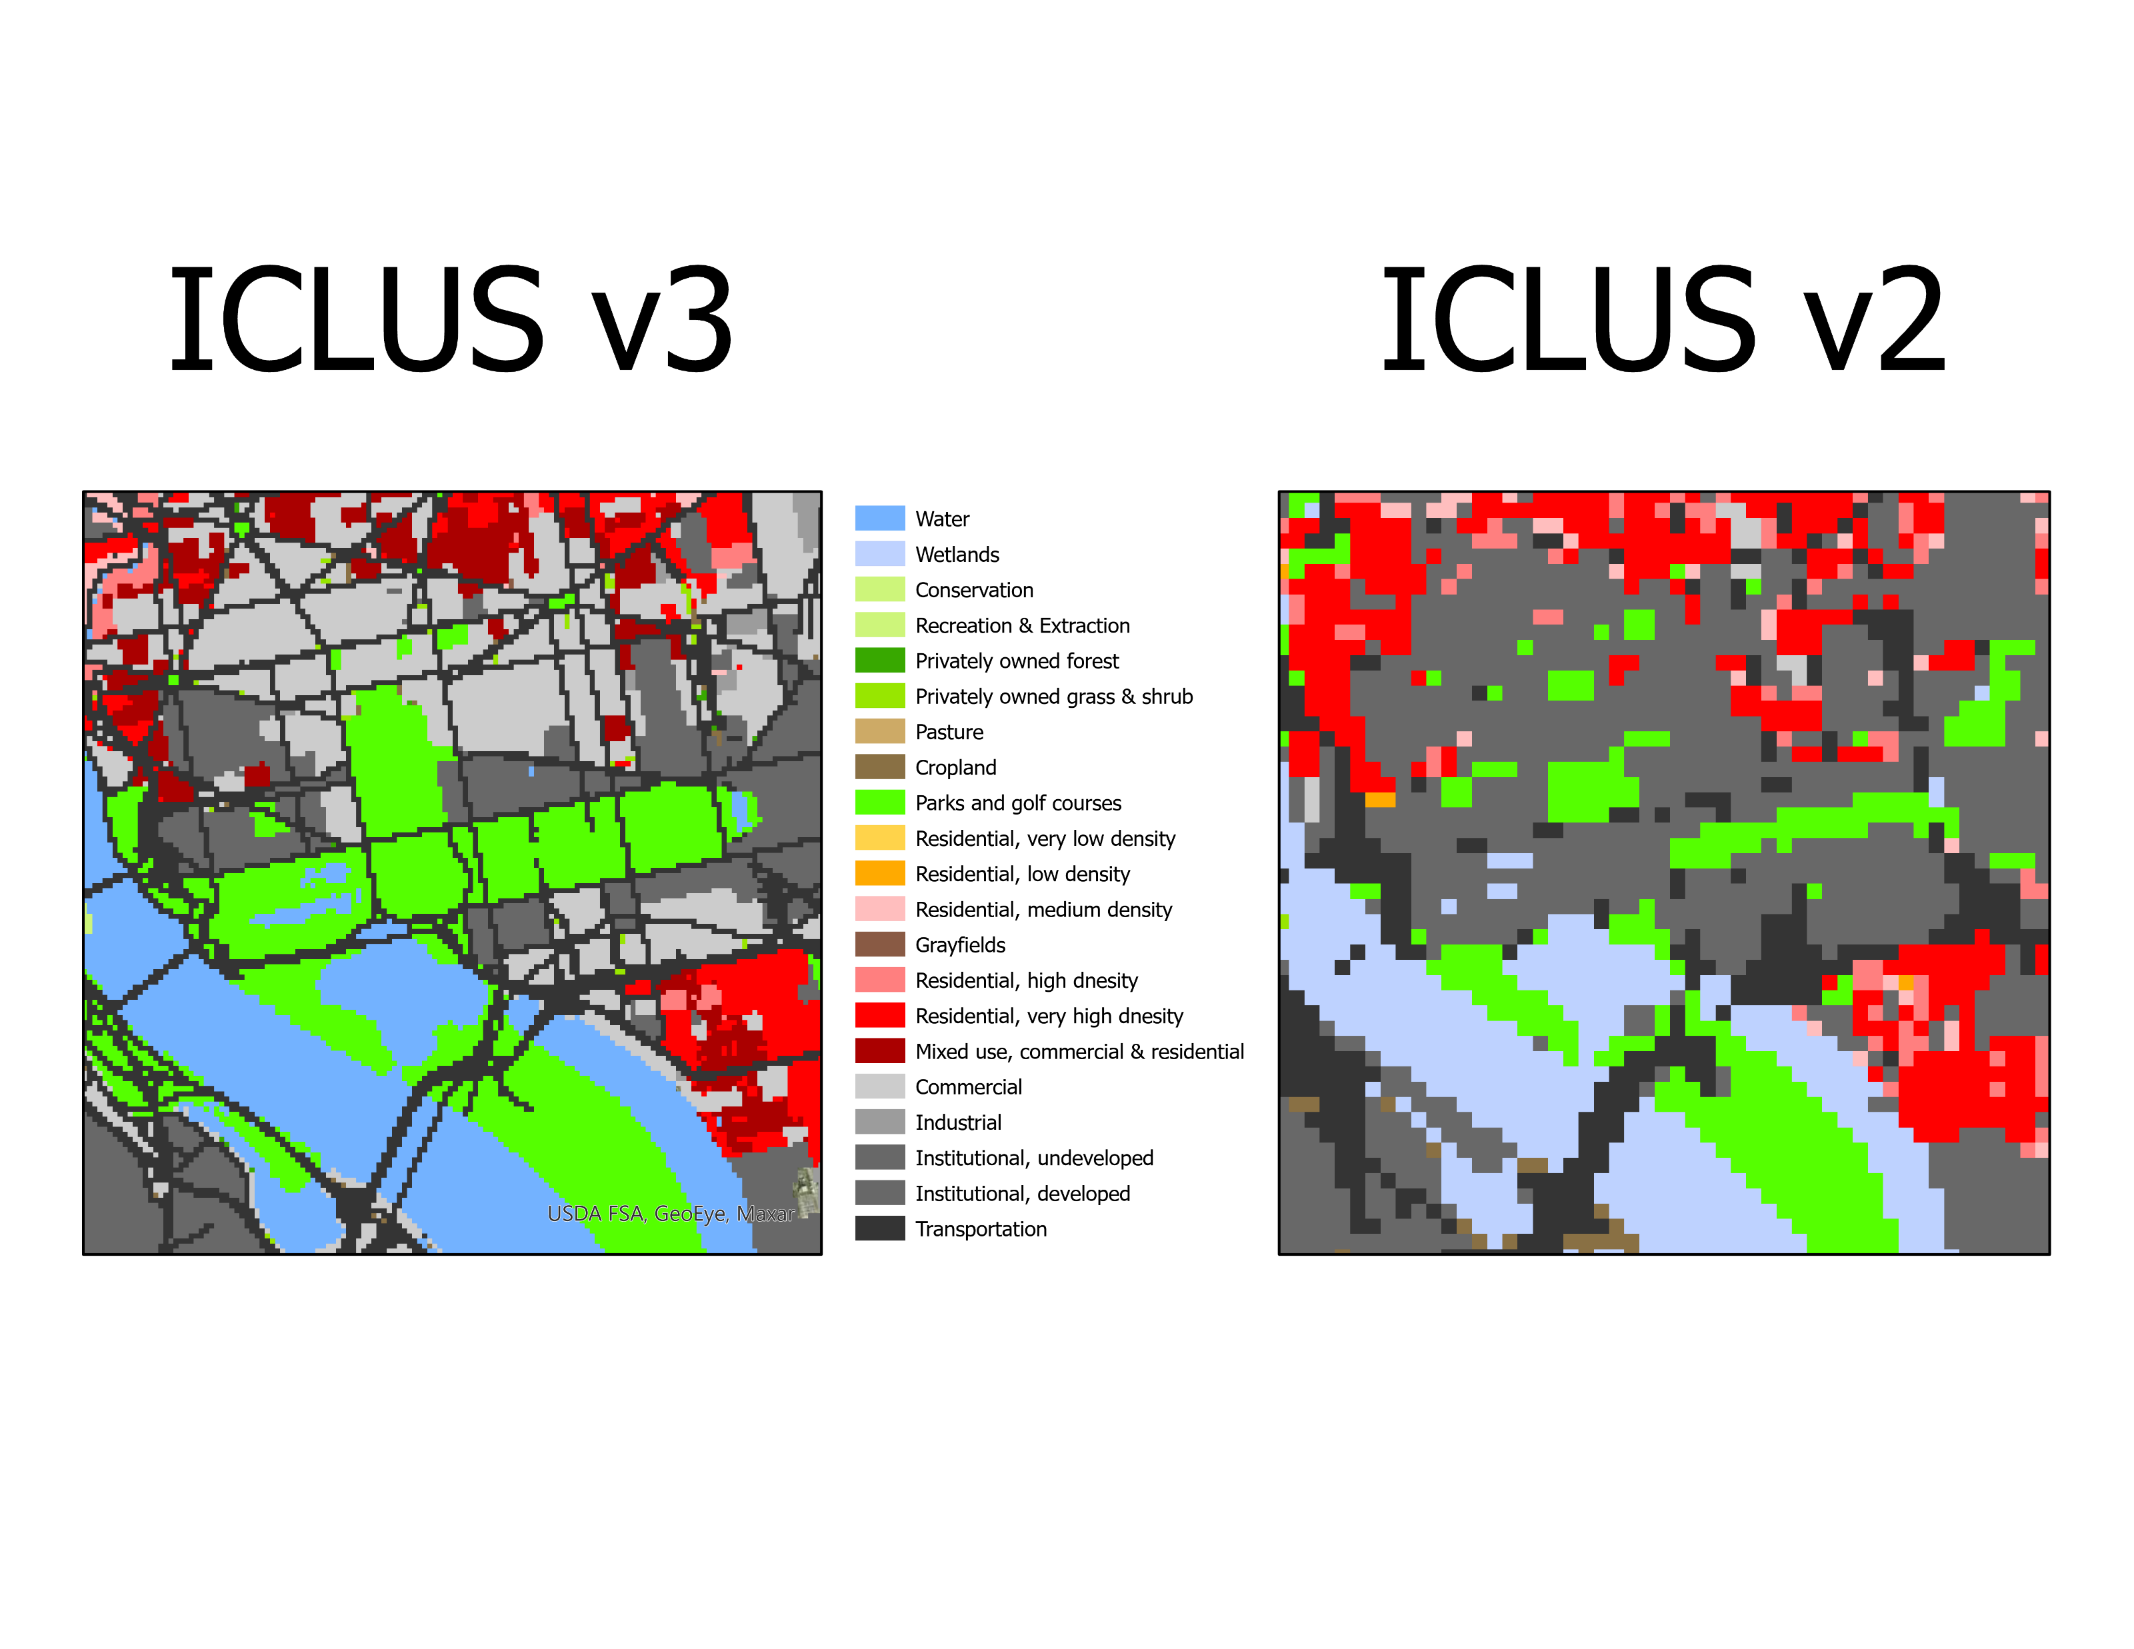 ICLUS v3
ICLUS v2
Water
Wetlands
Conservation
Recreation & Extraction
Privately owned forest
Privately owned grass & shrub
Pasture
Cropland
Parks and golf courses
Residential, very low density
Residential, low density
Residential, medium density
Grayfields
Residential, high dnesity
Residential, very high dnesity
Mixed use, commercial & residential
Commercial
Industrial
Institutional, undeveloped
Institutional, developed
Transportation
USDA FSA, GeoEye, Maxar